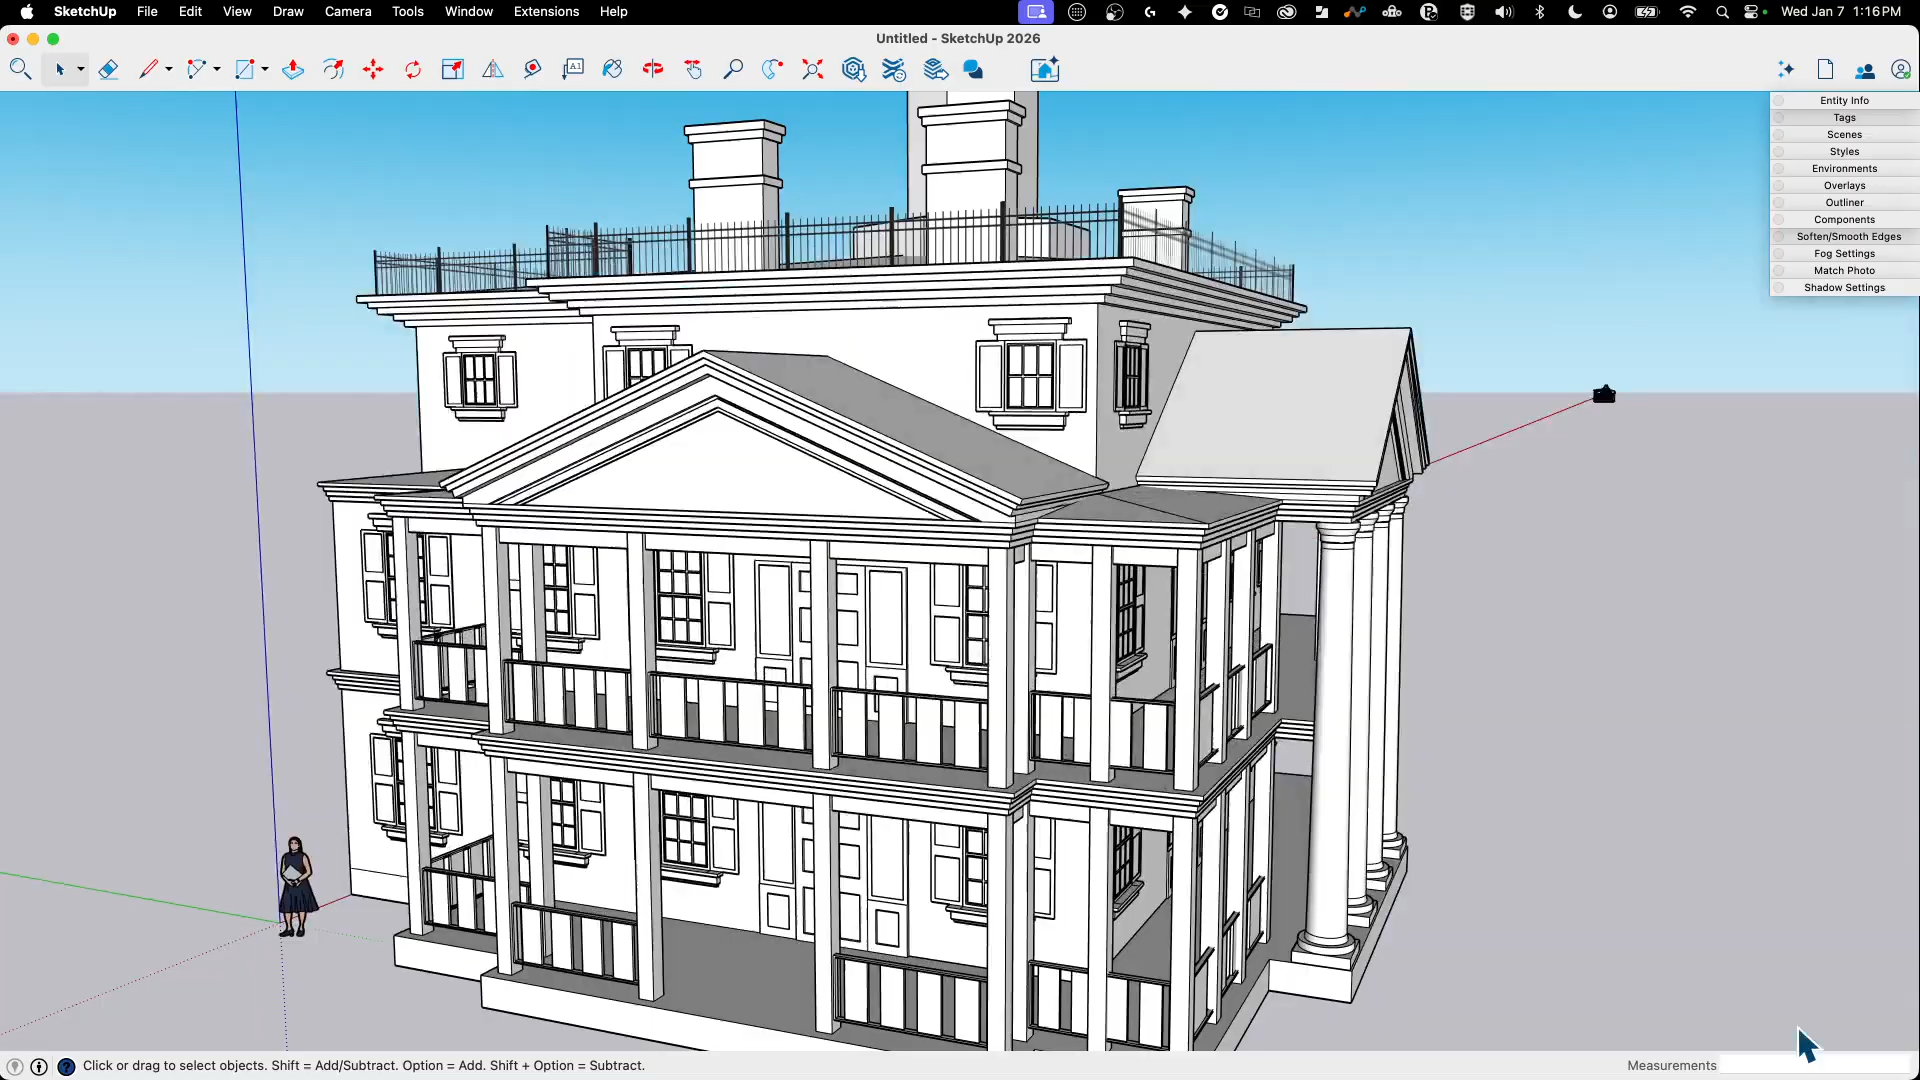 SketchUp File Edit View Draw Camera Tools Window Extensions Help Wed Jan 7 1:16 PM
Untitled - SketchUp 2026
A1
Entity Info
Tags
Scenes
Styles
Environments
Overlays
Outliner
Components
Soften/Smooth Edges
Fog Settings
Match Photo
Shadow Settings
Click or drag to select objects. Shift = Add/Subtract. Option = Add. Shift + Option = Subtract. Measurements